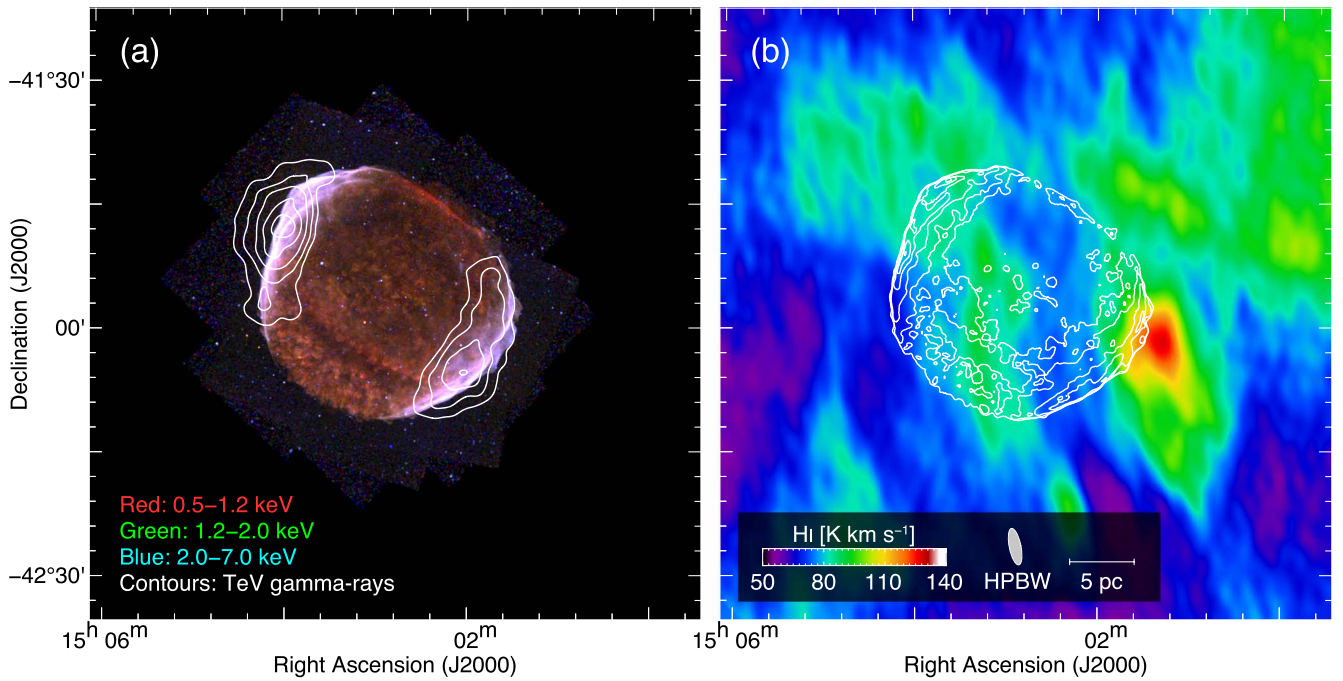 (a)
−41°30'
00'
−42°30'
Declination (J2000)
Red: 0.5−1.2 keV
Green: 1.2−2.0 keV
Blue: 2.0−7.0 keV
Contours: TeV gamma-rays
15h 06m
02m
Right Ascension (J2000)
(b)
HI [K km s−1]
50 80 110 140
HPBW
5 pc
15h 06m
02m
Right Ascension (J2000)